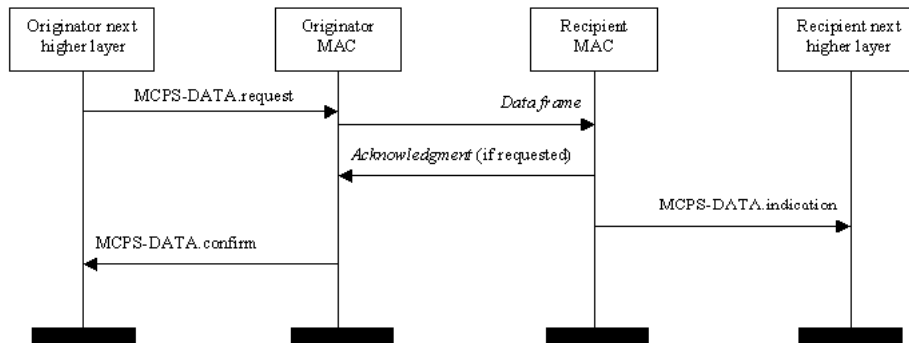 Originator next
higher layer
Originator
MAC
Recipient
MAC
Recipient next
higher layer
MCPS-DATA.request
Data frame
Acknowledgment (if requested)
MCPS-DATA.indication
MCPS-DATA.confirm